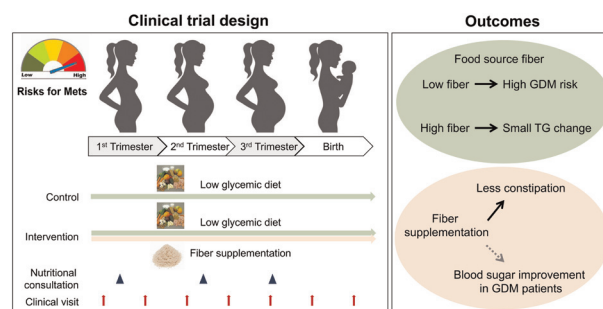 Clinical trial design
Low
High
Risks for Mets
1st Trimester
2nd Trimester
3rd Trimester
Birth
Low glycemic diet
Control
Low glycemic diet
Intervention
Fiber supplementation
Nutritional
consultation
Clinical visit
Outcomes
Food source fiber
Low fiber
High GDM risk
High fiber
Small TG change
Less constipation
Fiber
supplementation
Blood sugar improvement
in GDM patients